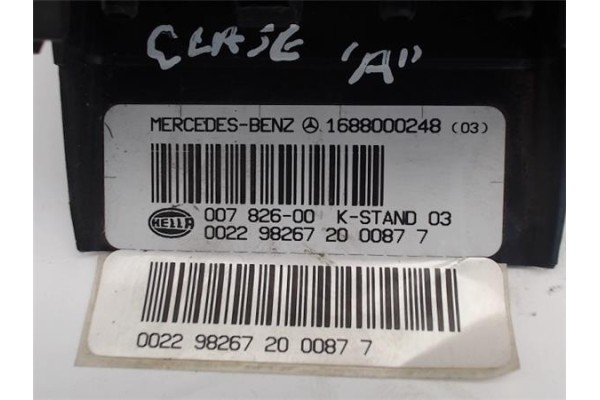 CLASE "A"
MERCEDES-BENZ 1688000248 (03)
HELLA 007 826-00 K-STAND 03
0022 98267 20 0087 7
0022 98267 20 0087 7